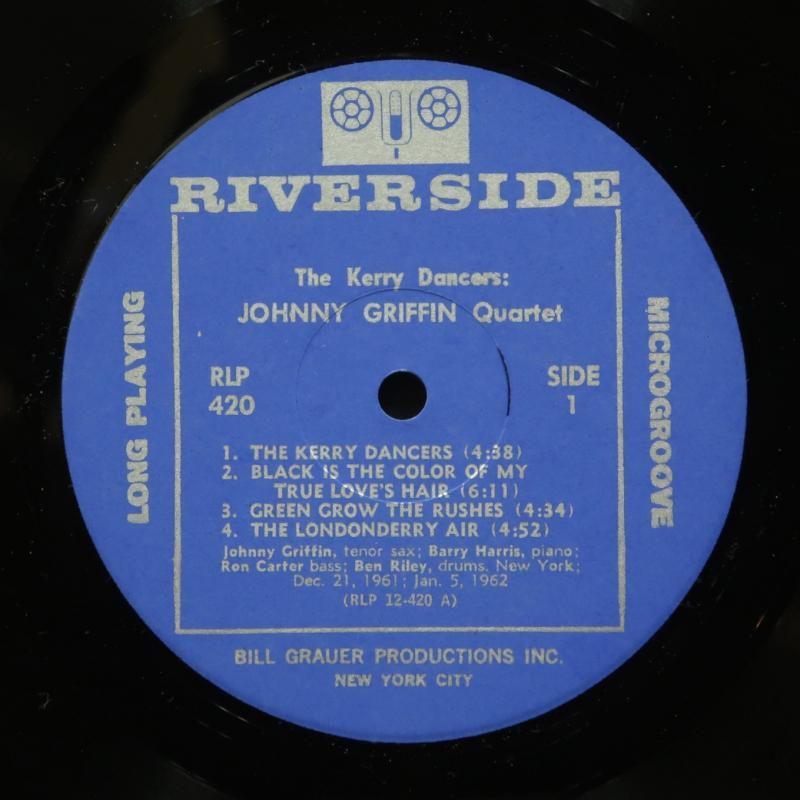 RIVERSIDE
The Kerry Dancers:
JOHNNY GRIFFIN Quartet
RLP
420
SIDE
1
LONG PLAYING
MICROGROOVE
1. THE KERRY DANCERS (4:38)
2. BLACK IS THE COLOR OF MY
TRUE LOVE'S HAIR (6:11)
3. GREEN GROW THE RUSHES (4:34)
4. THE LONDONDERRY AIR (4:52)
Johnny Griffin, tenor sax; Barry Harris, piano;
Ron Carter bass; Ben Riley, drums. New York;
Dec. 21, 1961; Jan. 5, 1962
(RLP 12-420 A)
BILL GRAUER PRODUCTIONS INC.
NEW YORK CITY